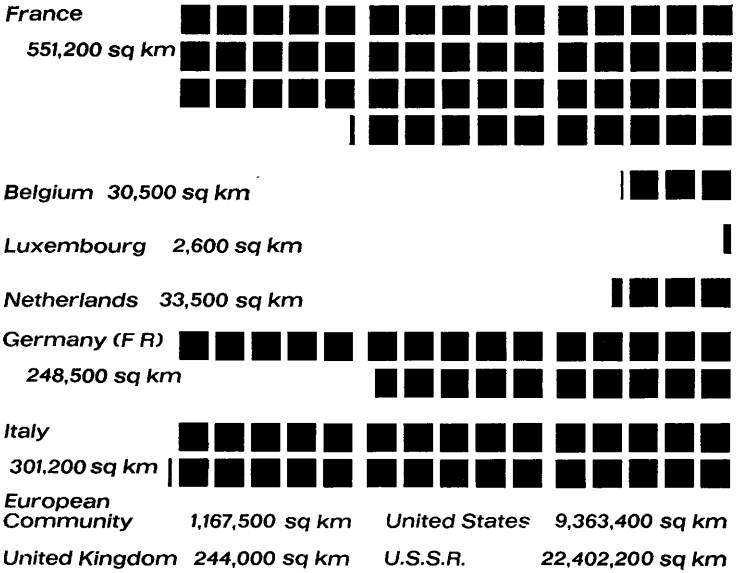 France
551,200 sq km
Belgium 30,500 sq km
Luxembourg 2,600 sq km
Netherlands 33,500 sq km
Germany (F R)
248,500 sq km
Italy
301,200 sq km
European
Community 1,167,500 sq km United States 9,363,400 sq km
United Kingdom 244,000 sq km U.S.S.R. 22,402,200 sq km